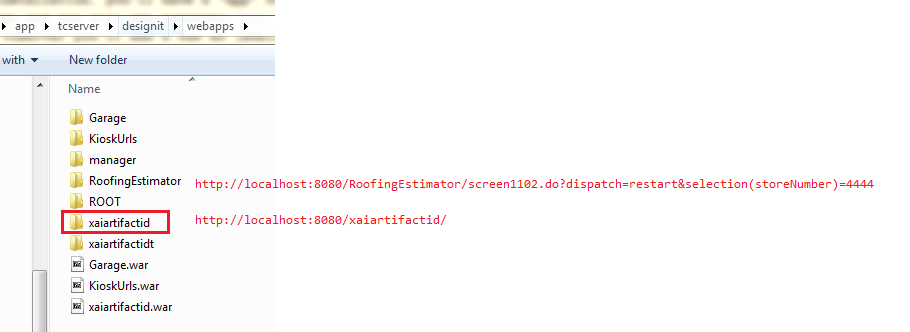 app tcserver designit webapps
with New folder
Name
Garage
KioskUrls
manager
RoofingEstimator http://localhost:8080/RoofingEstimator/screen1102.do?dispatch=restart&selection(storeNumber)=4444
ROOT
xaiartifactid http://localhost:8080/xaiartifactid/
xaiartifactidt
Garage.war
KioskUrls.war
xaiartifactid.war